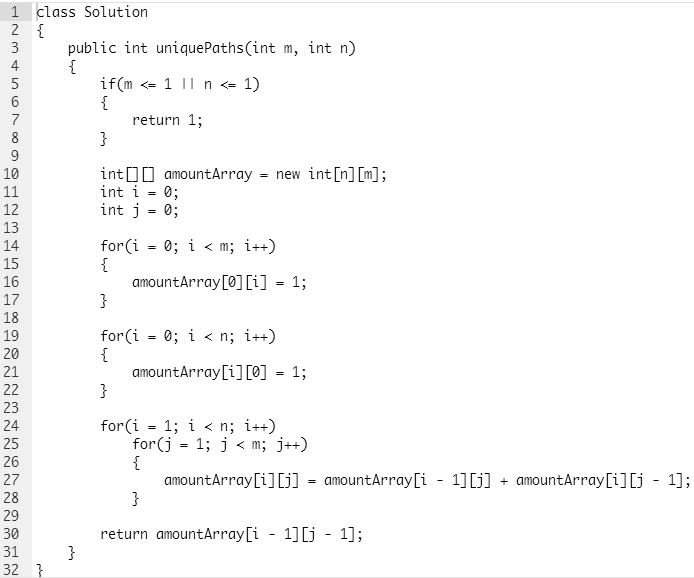 1 class Solution
2 {
3     public int uniquePaths(int m, int n)
4     {
5         if(m <= 1 || n <= 1)
6         {
7             return 1;
8         }
9
10         int[][] amountArray = new int[n][m];
11         int i = 0;
12         int j = 0;
13
14         for(i = 0; i < m; i++)
15         {
16             amountArray[0][i] = 1;
17         }
18
19         for(i = 0; i < n; i++)
20         {
21             amountArray[i][0] = 1;
22         }
23
24         for(i = 1; i < n; i++)
25             for(j = 1; j < m; j++)
26             {
27                 amountArray[i][j] = amountArray[i - 1][j] + amountArray[i][j - 1];
28             }
29
30         return amountArray[i - 1][j - 1];
31     }
32 }